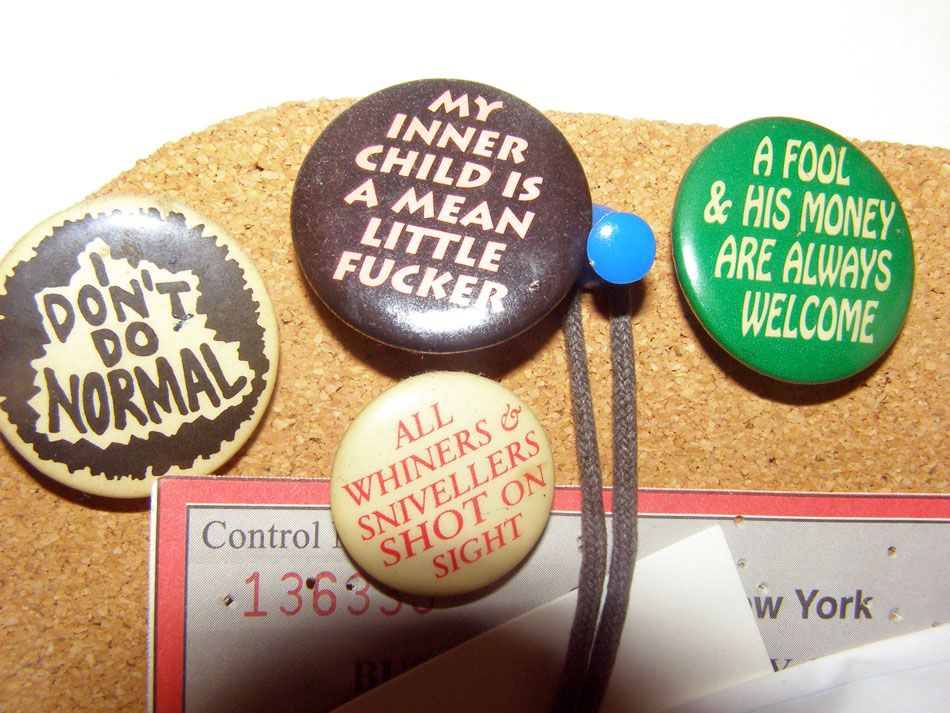 MY
INNER
CHILD IS
A MEAN
LITTLE
FUCKER
A FOOL
& HIS MONEY
ARE ALWAYS
WELCOME
I
DON'T
DO
NORMAL
ALL
WHINERS &
SNIVELLERS
SHOT ON
SIGHT
Control
York